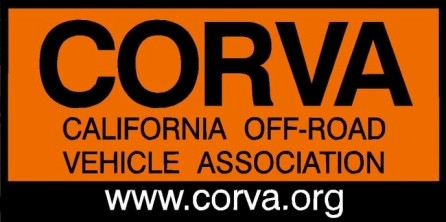 CORVA
CALIFORNIA OFF-ROAD
VEHICLE ASSOCIATION
www.corva.org